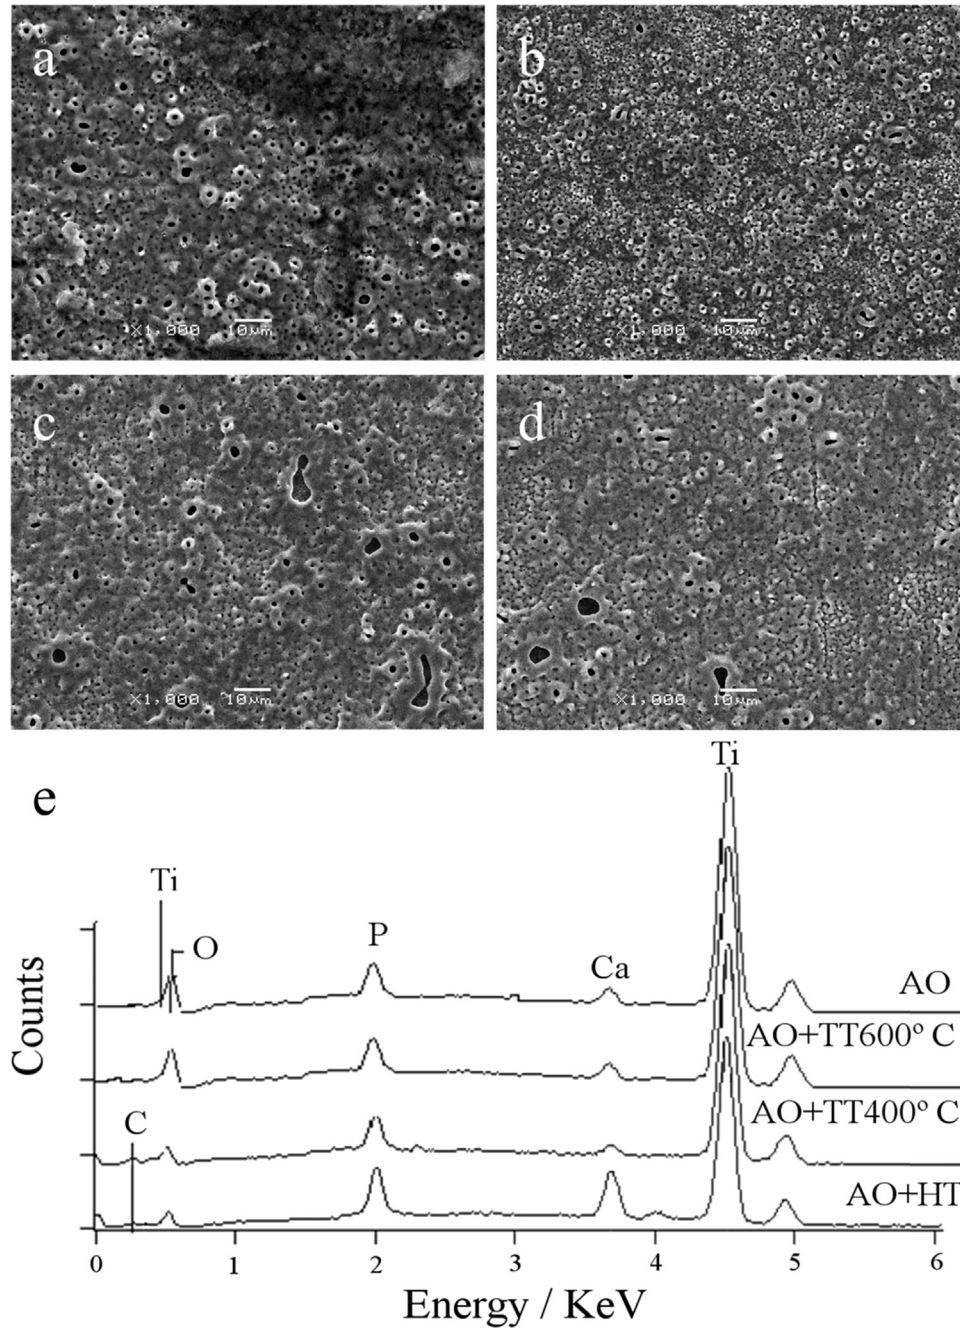 a
b
×1,000 10μm
×1,000 10μm
c
d
×1,000 10μm
×1,000 10μm
e
Ti
Ti
O
P
Ca
AO
AO+TT600º C
AO+TT400º C
C
AO+HT
Counts
0 1 2 3 4 5 6
Energy / KeV